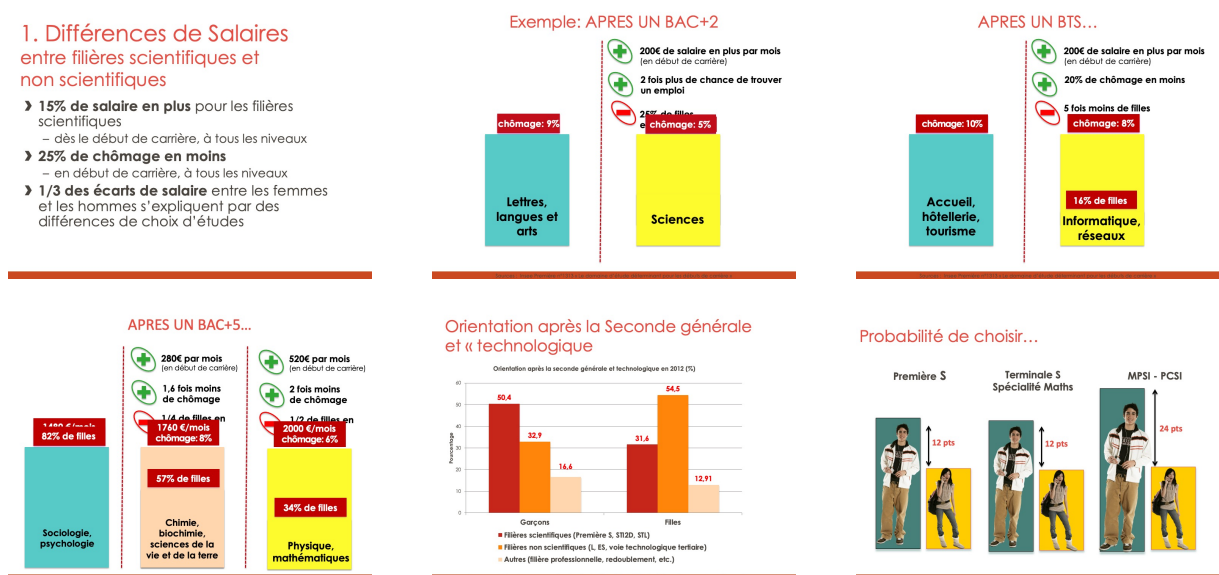 1. Différences de Salaires
entre filières scientifiques et
non scientifiques
15% de salaire en plus pour les filières
scientifiques
– dès le début de carrière, à tous les niveaux
25% de chômage en moins
– en début de carrière, à tous les niveaux
1/3 des écarts de salaire entre les femmes
et les hommes s'expliquent par des
différences de choix d'études
Exemple: APRES UN BAC+2
200€ de salaire en plus par mois
(en début de carrière)
2 fois plus de chance de trouver
un emploi
25% de filles
chômage: 9%
chômage: 5%
Lettres,
langues et
arts
Sciences
APRES UN BTS…
200€ de salaire en plus par mois
(en début de carrière)
20% de chômage en moins
5 fois moins de filles
chômage: 10%
chômage: 8%
16% de filles
Accueil,
hôtellerie,
tourisme
Informatique,
réseaux
APRES UN BAC+5…
280€ par mois
(en début de carrière)
1,6 fois moins
de chômage
1/4 de filles en
520€ par mois
(en début de carrière)
2 fois moins
de chômage
1/2 de filles en
82% de filles
1760 €/mois
chômage: 8%
2000 €/mois
chômage: 6%
57% de filles
34% de filles
Sociologie,
psychologie
Chimie,
biochimie,
sciences de la
vie et de la terre
Physique,
mathématiques
Orientation après la Seconde générale
et « technologique
Orientation après la seconde générale et technologique en 2012 (%)
Pourcentage
60
50
40
30
20
10
0
50,4
32,9
16,6
31,6
54,5
12,91
Garçons
Filles
Filières scientifiques (Première S, STI2D, STL)
Filières non scientifiques (L, ES, voie technologique tertiaire)
Autres (filière professionnelle, redoublement, etc.)
Probabilité de choisir…
Première S
Terminale S
Spécialité Maths
MPSI - PCSI
12 pts
12 pts
24 pts